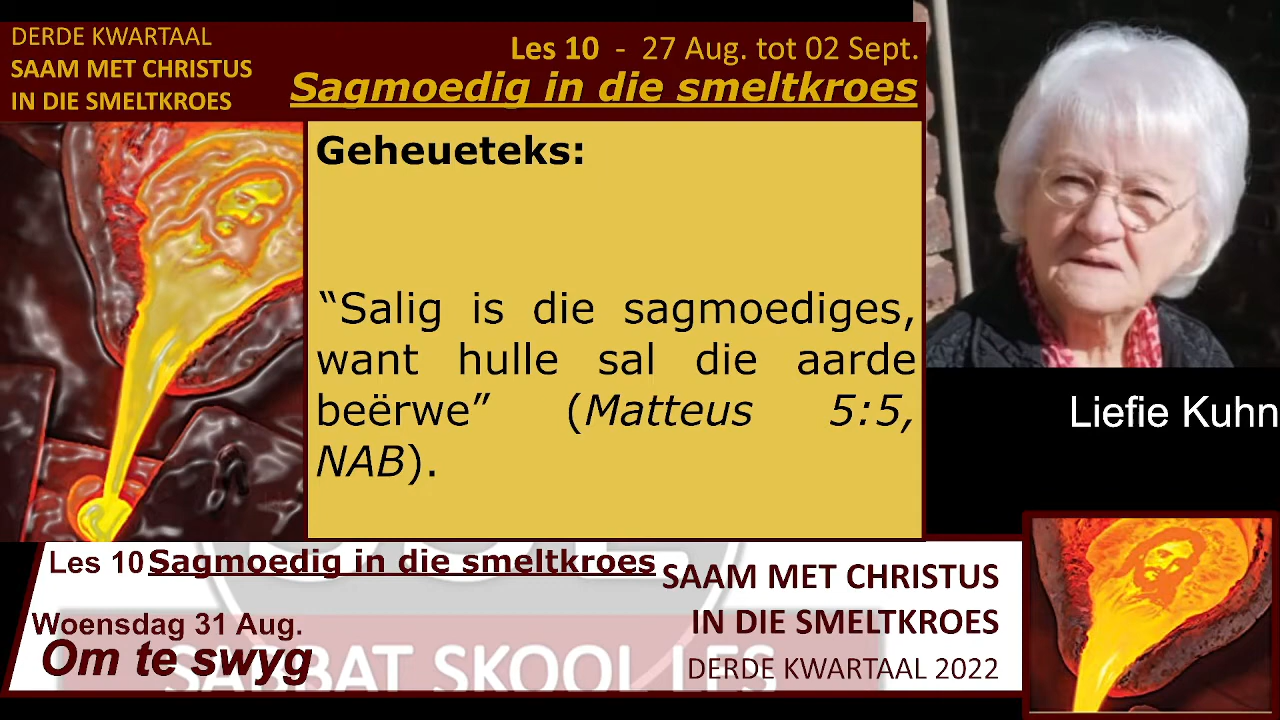 DERDE KWARTAAL
SAAM MET CHRISTUS
IN DIE SMELTKROES
Les 10 - 27 Aug. tot 02 Sept.
Sagmoedig in die smeltkroes
Geheueteks:
“Salig is die sagmoediges,
want hulle sal die aarde
beërwe” (Matteus 5:5,
NAB).
Liefie Kuhn
Les 10 Sagmoedig in die smeltkroes
Woensdag 31 Aug.
Om te swyg
SAAM MET CHRISTUS
IN DIE SMELTKROES
DERDE KWARTAAL 2022
SABBAT SKOOL LES